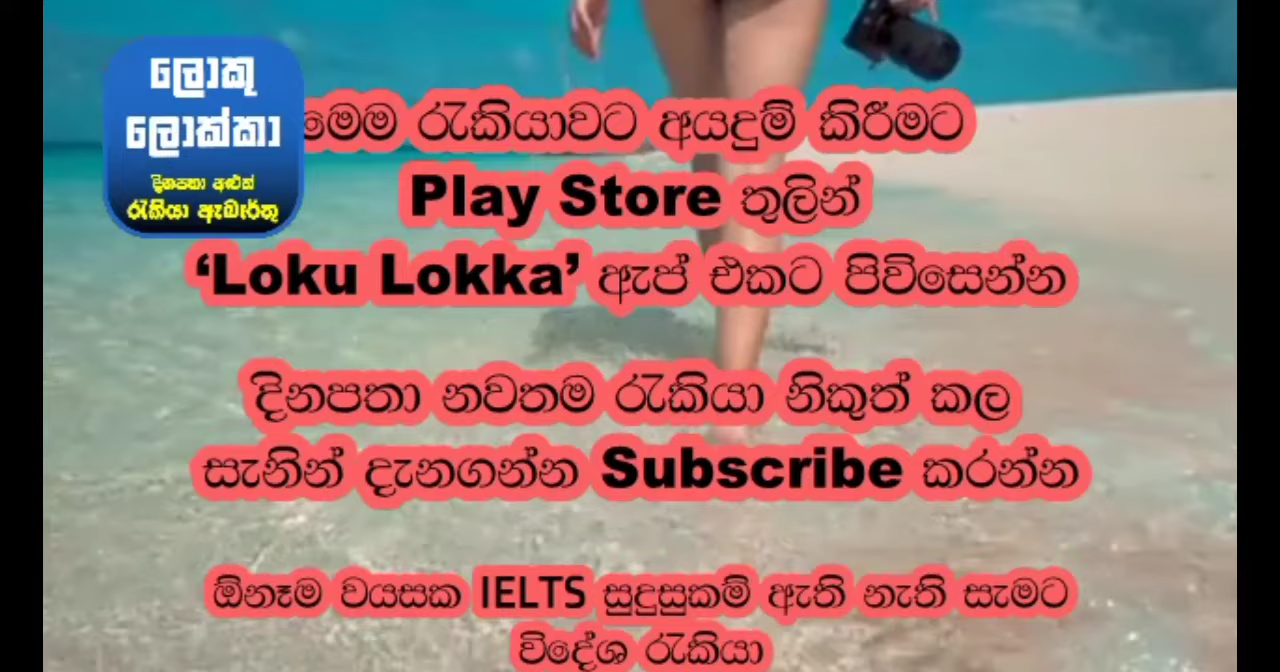 ලොකු
ලොක්කා
දිනපතා අළුත්
රැකියා ඇබෑර්තු
මෙම රැකියාවට අයදුම් කිරීමට
Play Store තුලින්
‘Loku Lokka’ ඇප් එකට පිවිසෙන්න
දිනපතා නවතම රැකියා නිකුත් කල
සැනින් දැනගන්න Subscribe කරන්න
ඕනෑම වයසක IELTS සුදුසුකම් ඇති නැති සැමට
විදේශ රැකියා